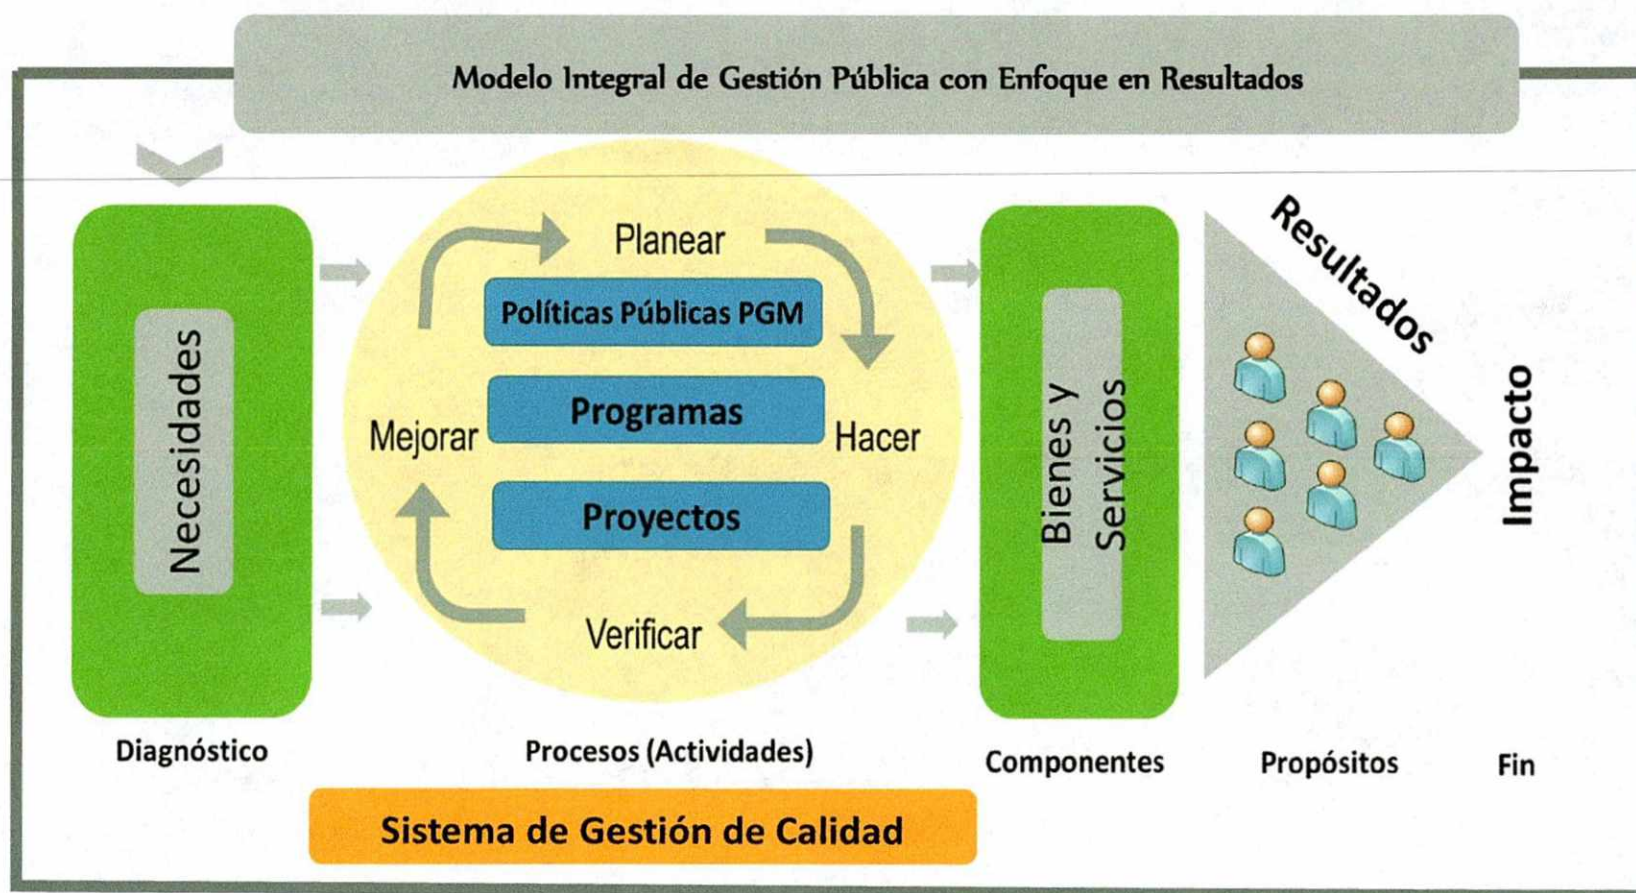 Modelo Integral de Gestión Pública con Enfoque en Resultados
Necesidades
Planear
Políticas Públicas PGM
Programas
Mejorar
Hacer
Proyectos
Verificar
Bienes y
Servicios
Resultados
Impacto
Diagnóstico
Procesos (Actividades)
Componentes
Propósitos
Fin
Sistema de Gestión de Calidad